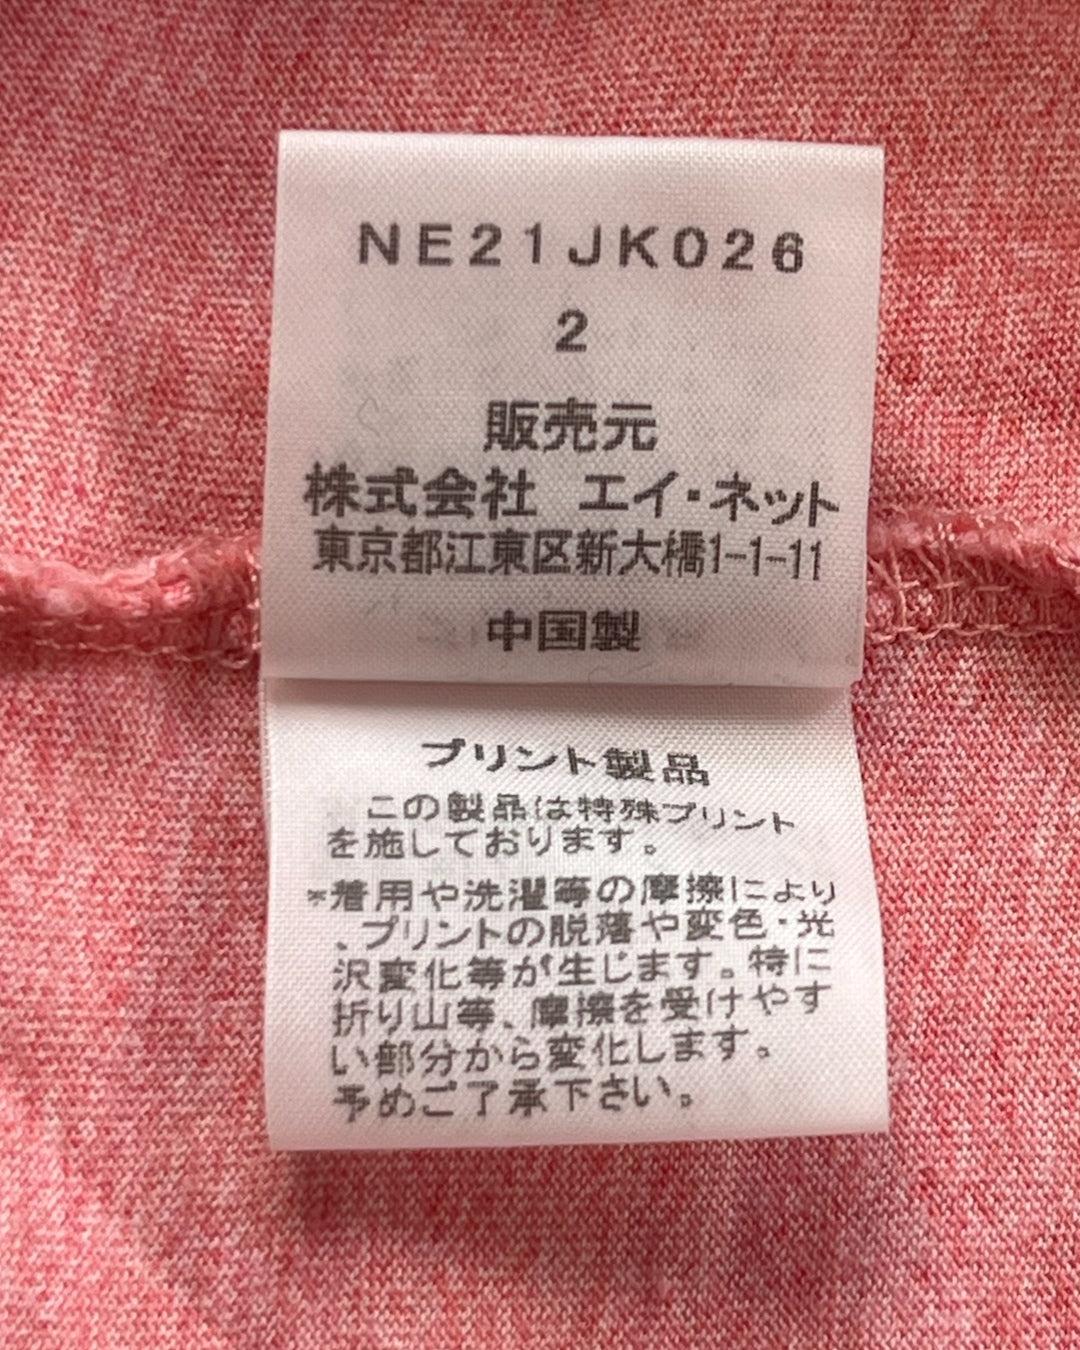 NE21JK026
2
販売元
株式会社 エイ・ネット
東京都江東区新大橋1-1-11
中国製
プリント製品
この製品は特殊プリント
を施しております。
*着用や洗濯等の摩擦により
、プリントの脱落や変色・光
沢変化等が生じます。特に
折り山等、摩擦を受けやす
い部分から変化します。
予めご了承下さい。